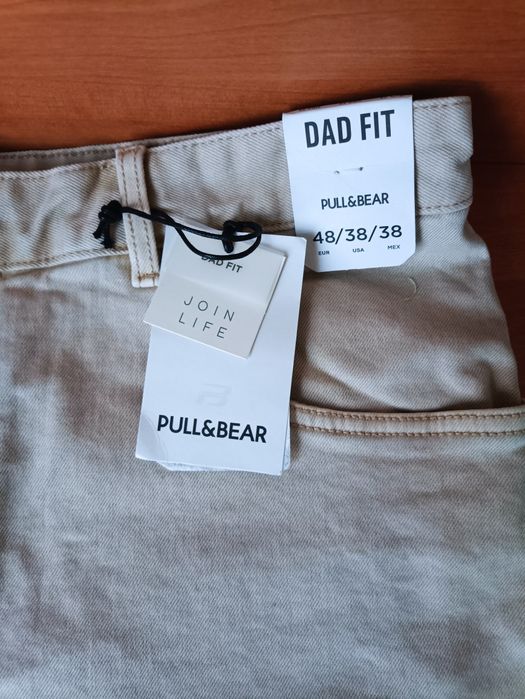 DAD FIT
PULL&BEAR
48/38/38
EUR USA MEX
DAD FIT
JOIN
LIFE
PULL&BEAR